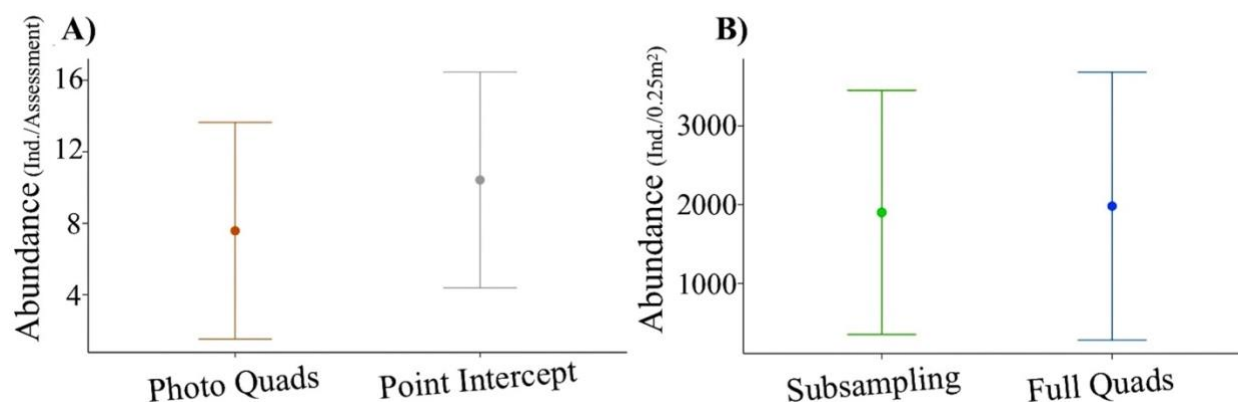 A)
Abundance (Ind./Assessment)
16
12
8
4
Photo Quads
Point Intercept
B)
Abundance (Ind./0.25m²)
3000
2000
1000
Subsampling
Full Quads